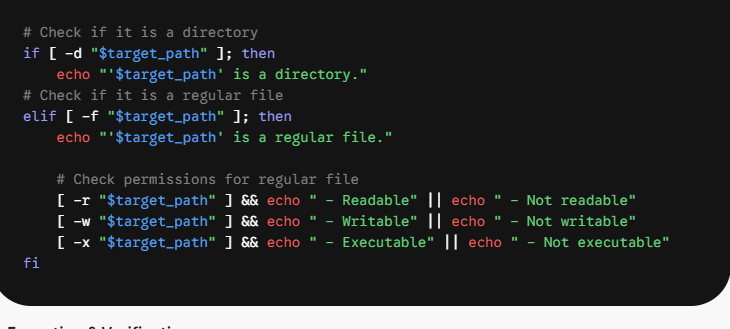 # Check if it is a directory
if [ -d "$target_path" ]; then
    echo "'$target_path' is a directory."
# Check if it is a regular file
elif [ -f "$target_path" ]; then
    echo "'$target_path' is a regular file."

    # Check permissions for regular file
    [ -r "$target_path" ] && echo " - Readable" || echo " - Not readable"
    [ -w "$target_path" ] && echo " - Writable" || echo " - Not writable"
    [ -x "$target_path" ] && echo " - Executable" || echo " - Not executable"
fi